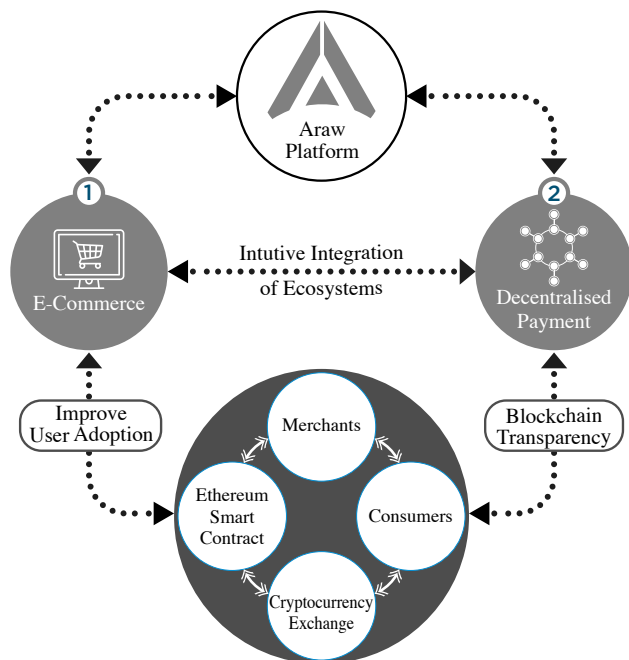 Araw
Platform
1
2
E-Commerce
Intutive Integration
of Ecosystems
Decentralised
Payment
Improve
User Adoption
Blockchain
Transparency
Merchants
Ethereum
Smart
Contract
Consumers
Cryptocurrency
Exchange